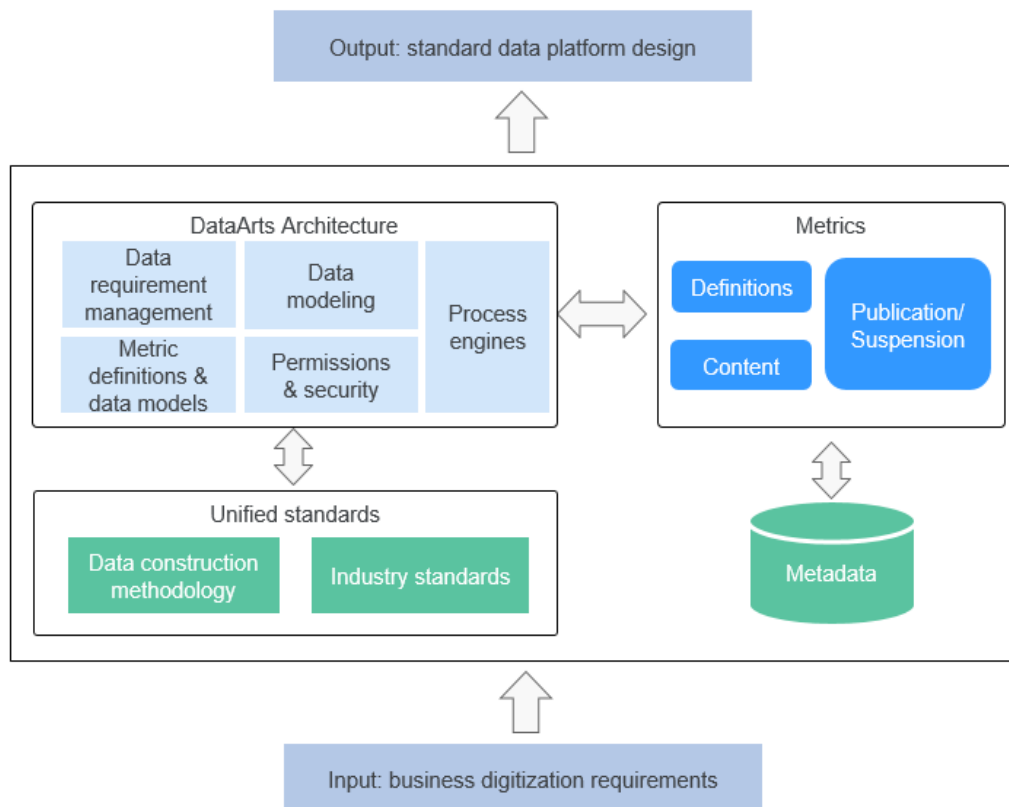 Output: standard data platform design
DataArts Architecture
Data
requirement
management
Data
modeling
Process
engines
Metric
definitions &
data models
Permissions
& security
Metrics
Definitions
Content
Publication/
Suspension
Unified standards
Data construction
methodology
Industry standards
Metadata
Input: business digitization requirements